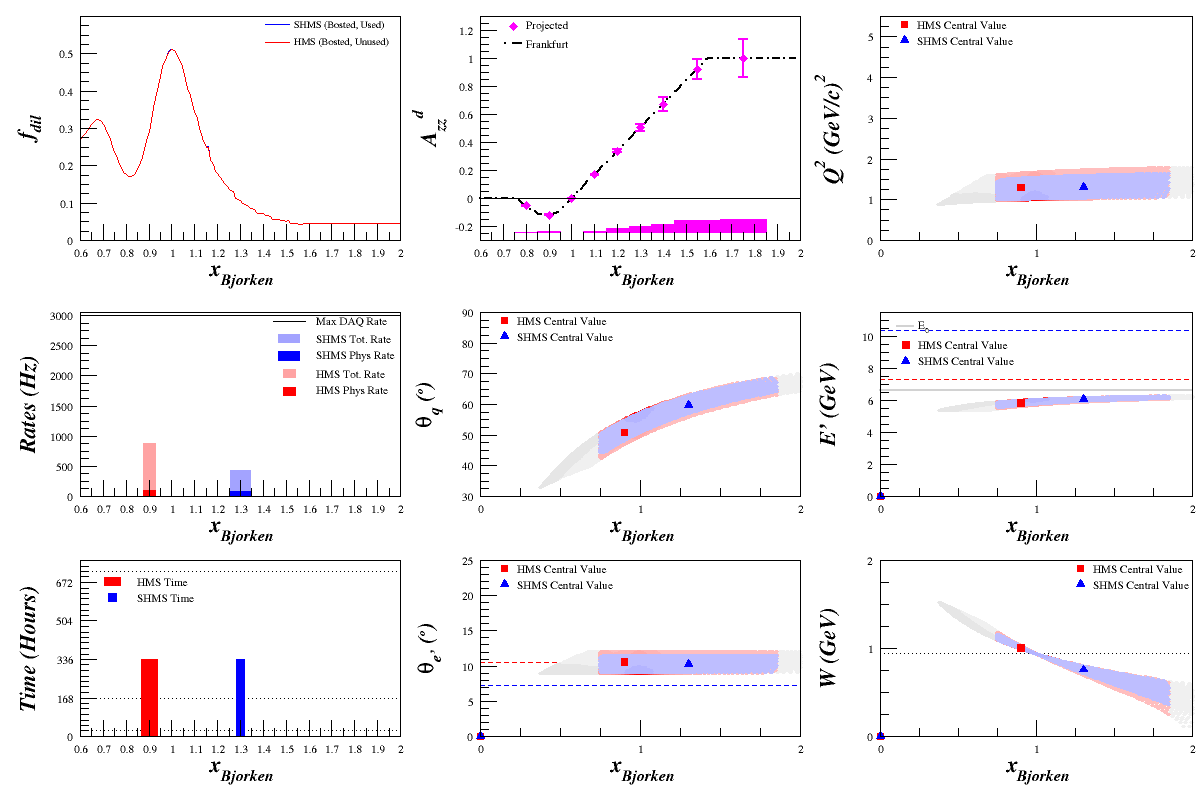 f_dil
0.5
0.4
0.3
0.2
0.1
0
SHMS (Bosted, Used)
HMS (Bosted, Unused)
0.6 0.7 0.8 0.9 1 1.1 1.2 1.3 1.4 1.5 1.6 1.7 1.8 1.9 2
x_Bjorken
A_zz^d
1.2
1
0.8
0.6
0.4
0.2
0
-0.2
Projected
Frankfurt
0.6 0.7 0.8 0.9 1 1.1 1.2 1.3 1.4 1.5 1.6 1.7 1.8 1.9 2
x_Bjorken
Q^2 (GeV/c)^2
5
4
3
2
1
0
HMS Central Value
SHMS Central Value
0 1 2
x_Bjorken
Rates (Hz)
3000
2500
2000
1500
1000
500
0
Max DAQ Rate
SHMS Tot. Rate
SHMS Phys Rate
HMS Tot. Rate
HMS Phys Rate
0.6 0.7 0.8 0.9 1 1.1 1.2 1.3 1.4 1.5 1.6 1.7 1.8 1.9 2
x_Bjorken
θ_q (°)
90
80
70
60
50
40
30
HMS Central Value
SHMS Central Value
0 1 2
x_Bjorken
E' (GeV)
10
8
6
4
2
0
E_o
HMS Central Value
SHMS Central Value
0 1 2
x_Bjorken
Time (Hours)
672
504
336
168
0
HMS Time
SHMS Time
0.6 0.7 0.8 0.9 1 1.1 1.2 1.3 1.4 1.5 1.6 1.7 1.8 1.9 2
x_Bjorken
θ_e' (°)
25
20
15
10
5
0
HMS Central Value
SHMS Central Value
0 1 2
x_Bjorken
W (GeV)
2
1
0
HMS Central Value
SHMS Central Value
0 1 2
x_Bjorken